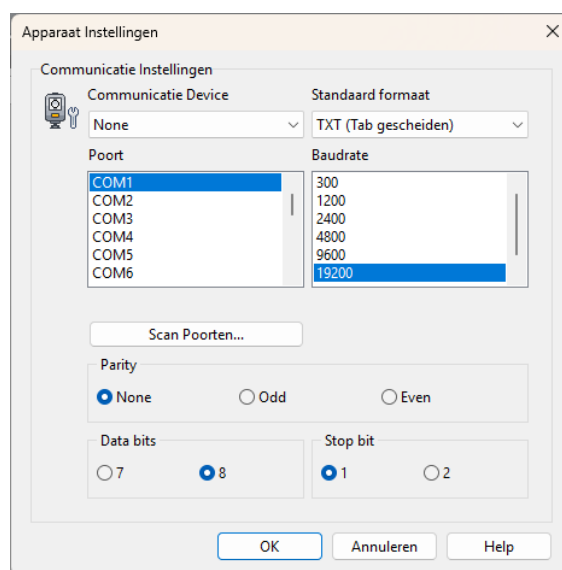 Apparaat Instellingen
Communicatie Instellingen
Communicatie Device
Standaard formaat
None
TXT (Tab gescheiden)
Poort
Baudrate
COM1
COM2
COM3
COM4
COM5
COM6
300
1200
2400
4800
9600
19200
Scan Poorten...
Parity
None
Odd
Even
Data bits
Stop bit
7
8
1
2
OK
Annuleren
Help